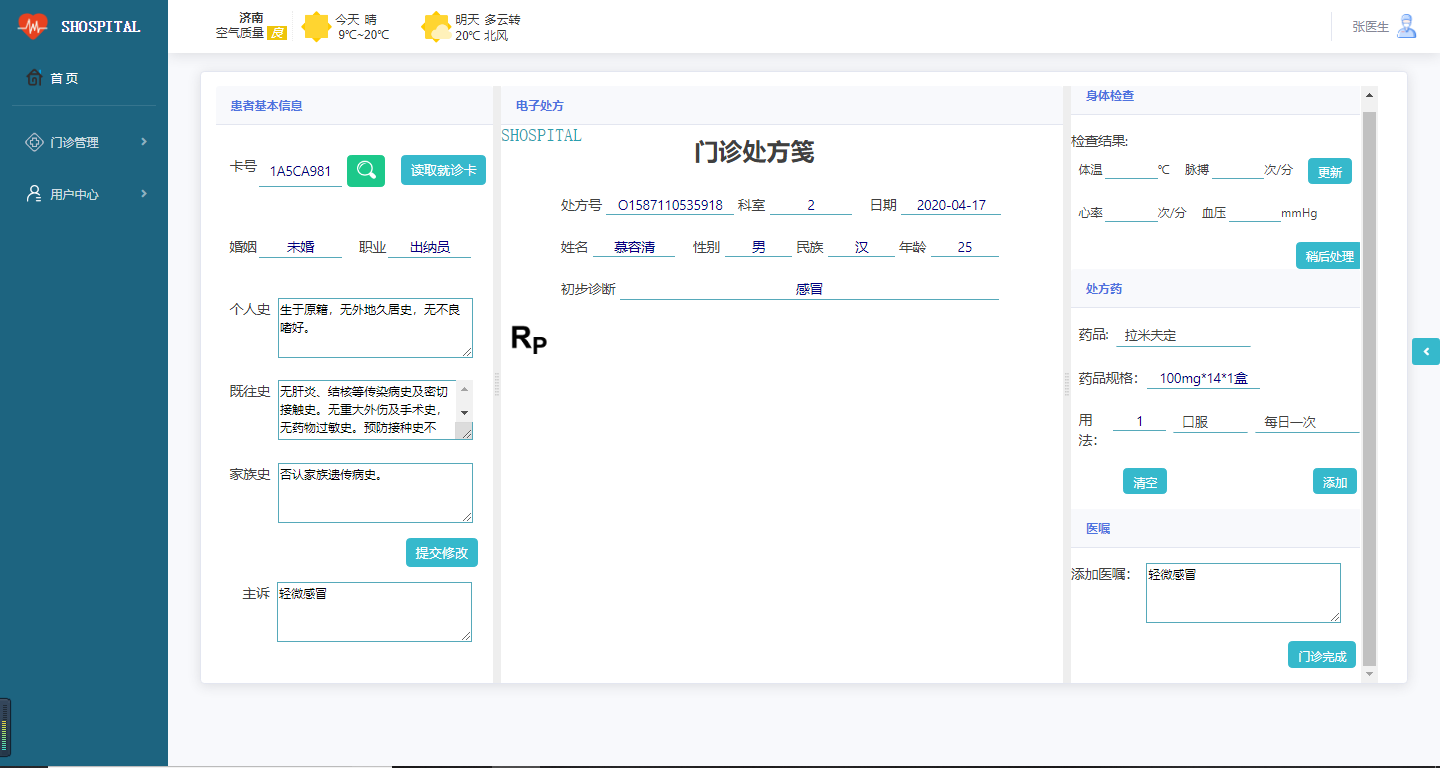 SHOSPITAL
济南
空气质量 良
今天 晴
9℃~20℃
明天 多云转
20℃ 北风
张医生
首页
门诊管理
用户中心
患者基本信息
卡号 1A5CA981 读取就诊卡
婚姻 未婚 职业 出纳员
个人史 生于原籍，无外地久居史，无不良
嗜好。
既往史 无肝炎、结核等传染病史及密切
接触史。无重大外伤及手术史，
无药物过敏史。预防接种史不
家族史 否认家族遗传病史。
提交修改
主诉 轻微感冒
电子处方
SHOSPITAL
门诊处方笺
处方号 O1587110535918 科室 2 日期 2020-04-17
姓名 慕容清 性别 男 民族 汉 年龄 25
初步诊断 感冒
RP
身体检查
检查结果:
体温 ℃ 脉搏 次/分 更新
心率 次/分 血压 mmHg
稍后处理
处方药
药品: 拉米夫定
药品规格: 100mg*14*1盒
用
法: 1 口服 每日一次
清空 添加
医嘱
添加医嘱: 轻微感冒
门诊完成